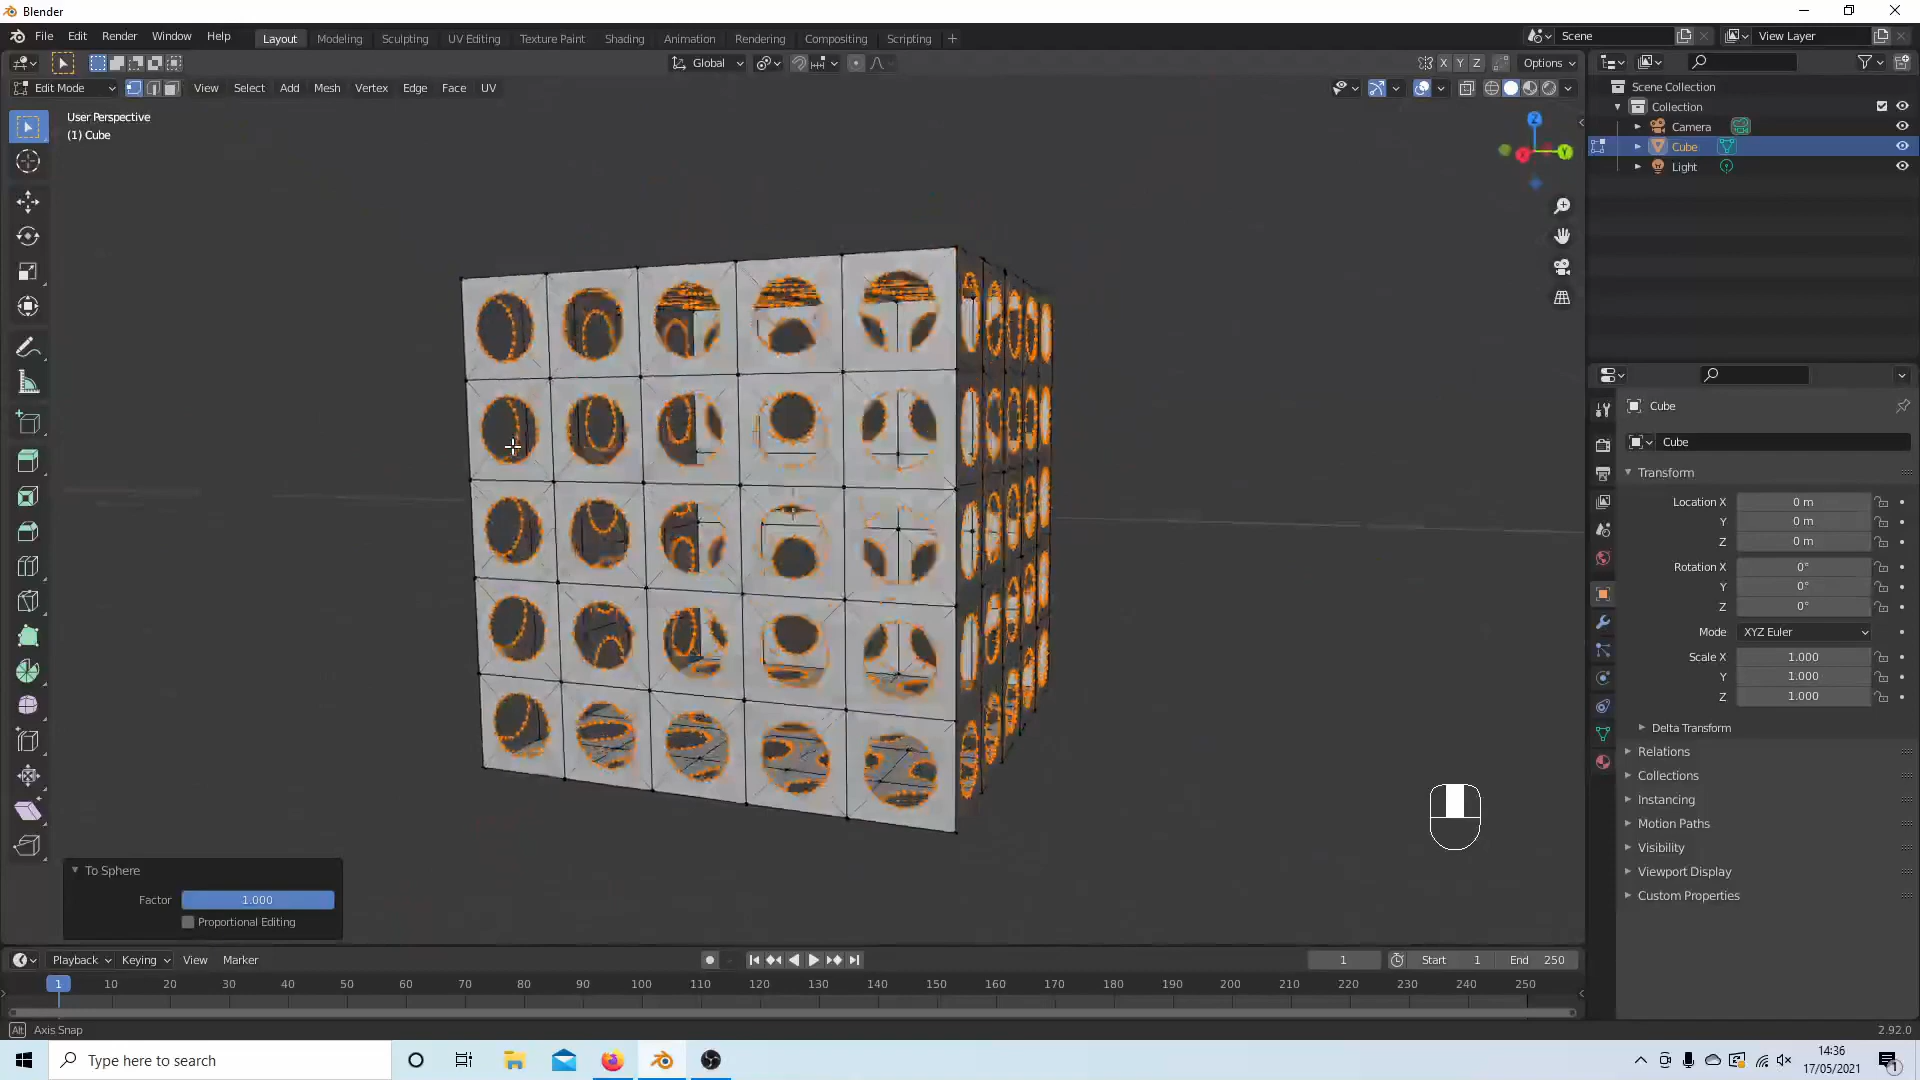 Blender
File Edit Render Window Help
Layout Modeling Sculpting UV Editing Texture Paint Shading Animation Rendering Compositing Scripting +
Scene
View Layer
Global
X Y Z
Options
Edit Mode
View Select Add Mesh Vertex Edge Face UV
User Perspective
(1) Cube
Z
Y
X
Scene Collection
Collection
Camera
Cube
Light
Cube
Cube
Transform
Location X 0 m
Y 0 m
Z 0 m
Rotation X 0°
Y 0°
Z 0°
Mode XYZ Euler
Scale X 1.000
Y 1.000
Z 1.000
Delta Transform
Relations
Collections
Instancing
Motion Paths
Visibility
Viewport Display
Custom Properties
To Sphere
Factor 1.000
Proportional Editing
Playback Keying View Marker
1 Start 1 End 250
1 10 20 30 40 50 60 70 80 90 100 110 120 130 140 150 160 170 180 190 200 210 220 230 240 250
Alt Axis Snap
2.92.0
Type here to search
14:36
17/05/2021
1